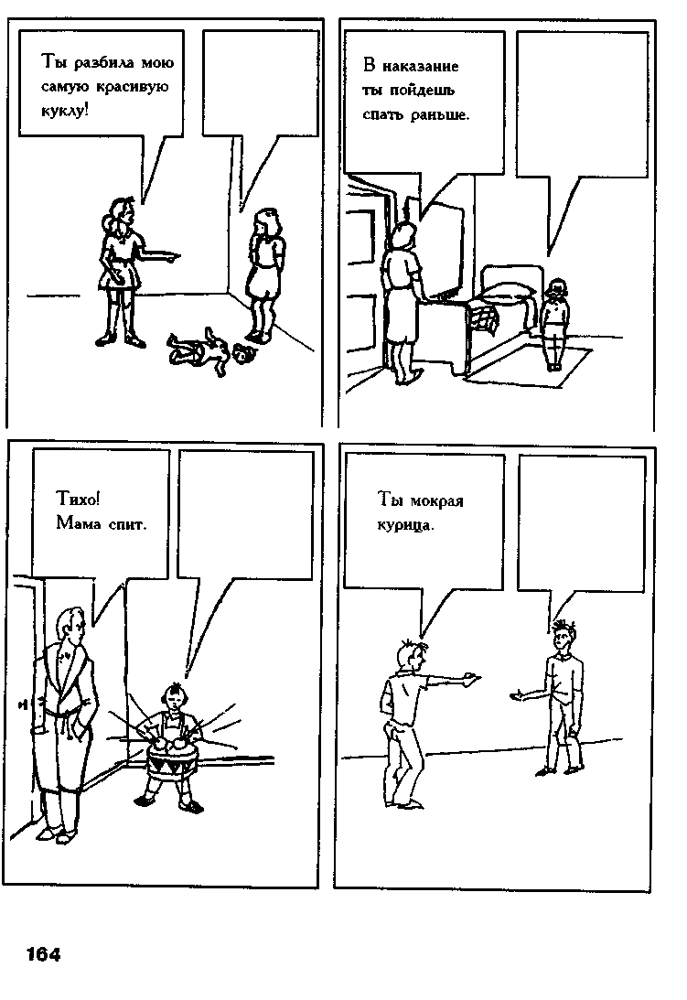 Ты разбила мою
самую красивую
куклу!
В наказание
ты пойдешь
спать раньше.
Тихо!
Мама спит.
Ты мокрая
курица.
164